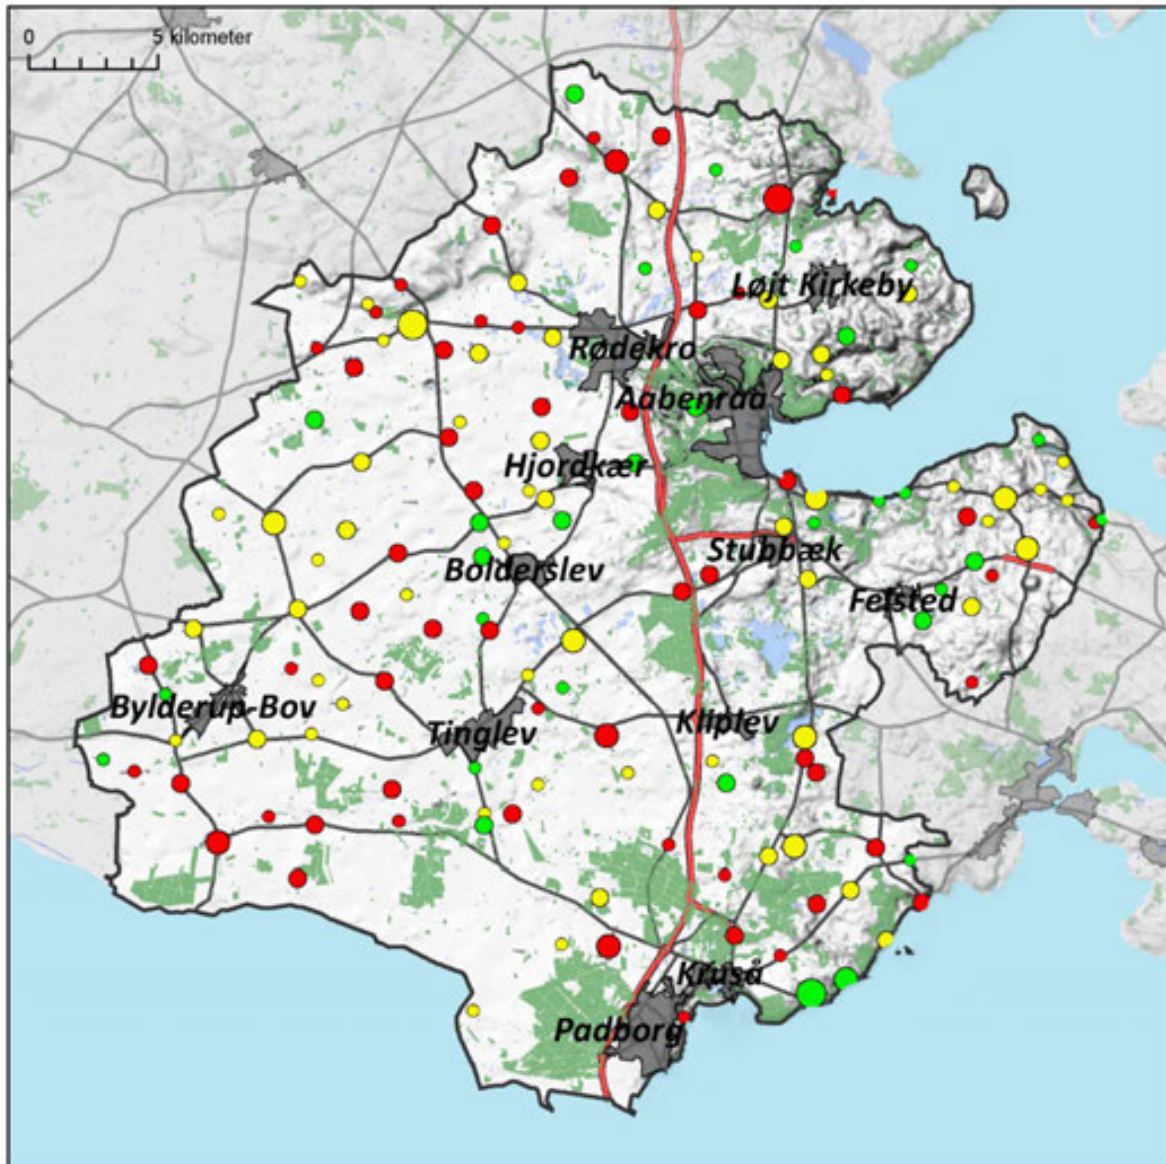 0 5 kilometer
Løjt Kirkeby
Rødekro
Aabenraa
Hjordkær
Stubbæk
Bolderslev
Felsted
Bylderup-Bov
Tinglev
Kliplev
Kruså
Padborg